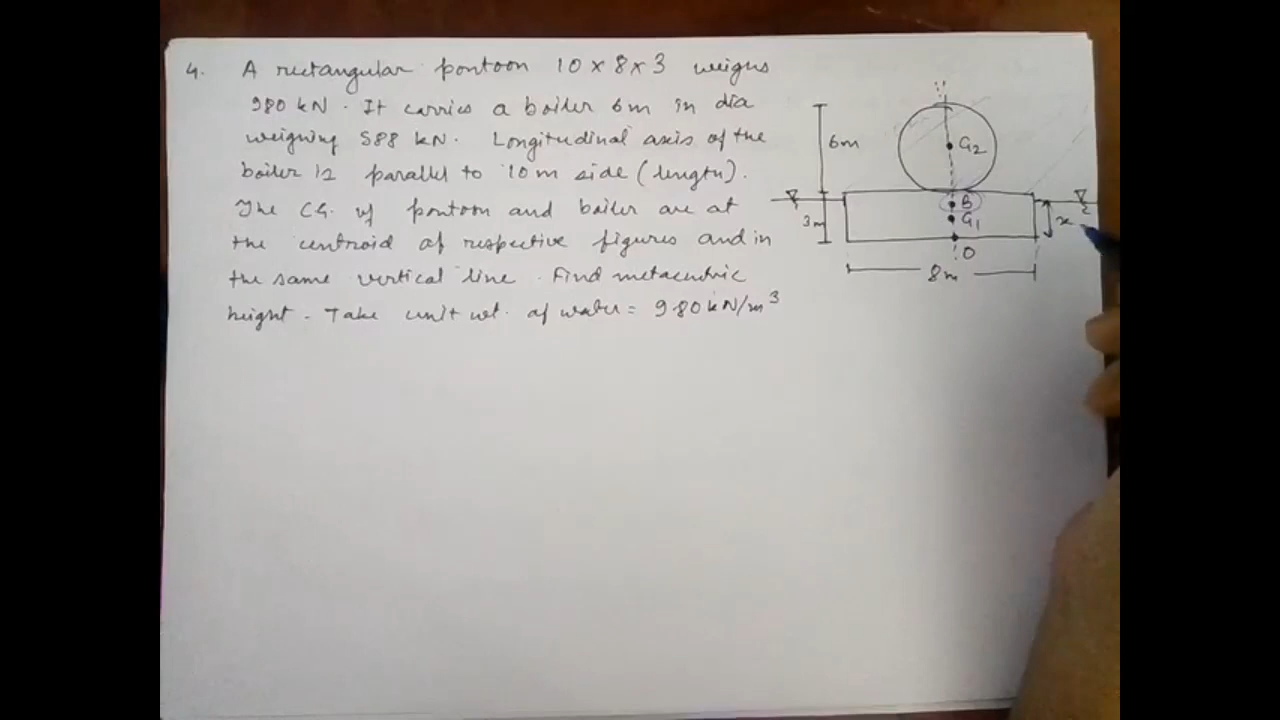 4. A rectangular pontoon 10 × 8 × 3 weighs
980 kN. It carries a boiler 6m in dia
weighing 588 kN. Longitudinal axis of the
boiler is parallel to 10m side (length).
The CG. of pontoon and boiler are at
the centroid of respective figures and in
the same vertical line. Find metacentric
height. Take unit wt. of water = 9.80 kN/m³
6m
G2
B
3m
G1
x
O
8m